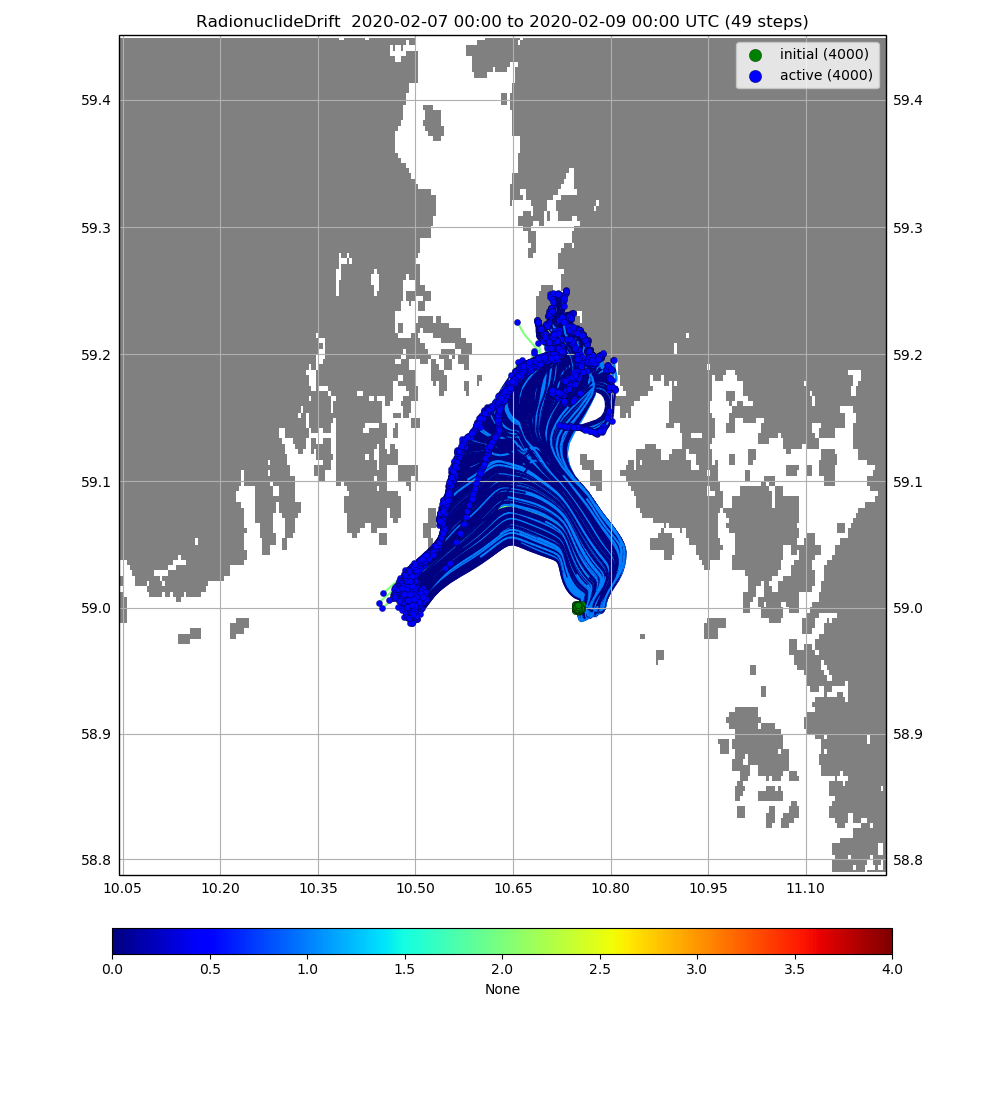 RadionuclideDrift  2020-02-07 00:00 to 2020-02-09 00:00 UTC (49 steps)
initial (4000)
active (4000)
59.4 59.4
59.3 59.3
59.2 59.2
59.1 59.1
59.0 59.0
58.9 58.9
58.8 58.8
10.05 10.20 10.35 10.50 10.65 10.80 10.95 11.10
0.0 0.5 1.0 1.5 2.0 2.5 3.0 3.5 4.0
None